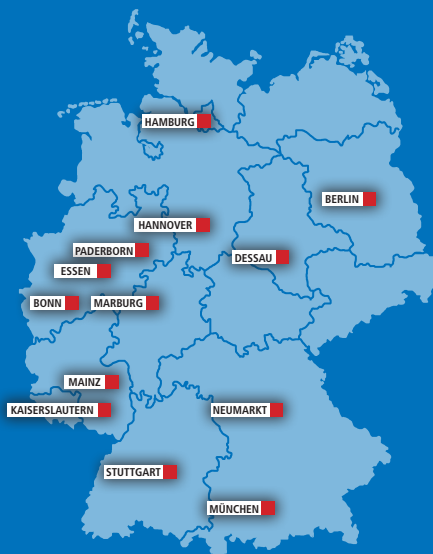 HAMBURG
BERLIN
HANNOVER
PADERBORN
DESSAU
ESSEN
BONN
MARBURG
MAINZ
KAISERSLAUTERN
NEUMARKT
STUTTGART
MÜNCHEN